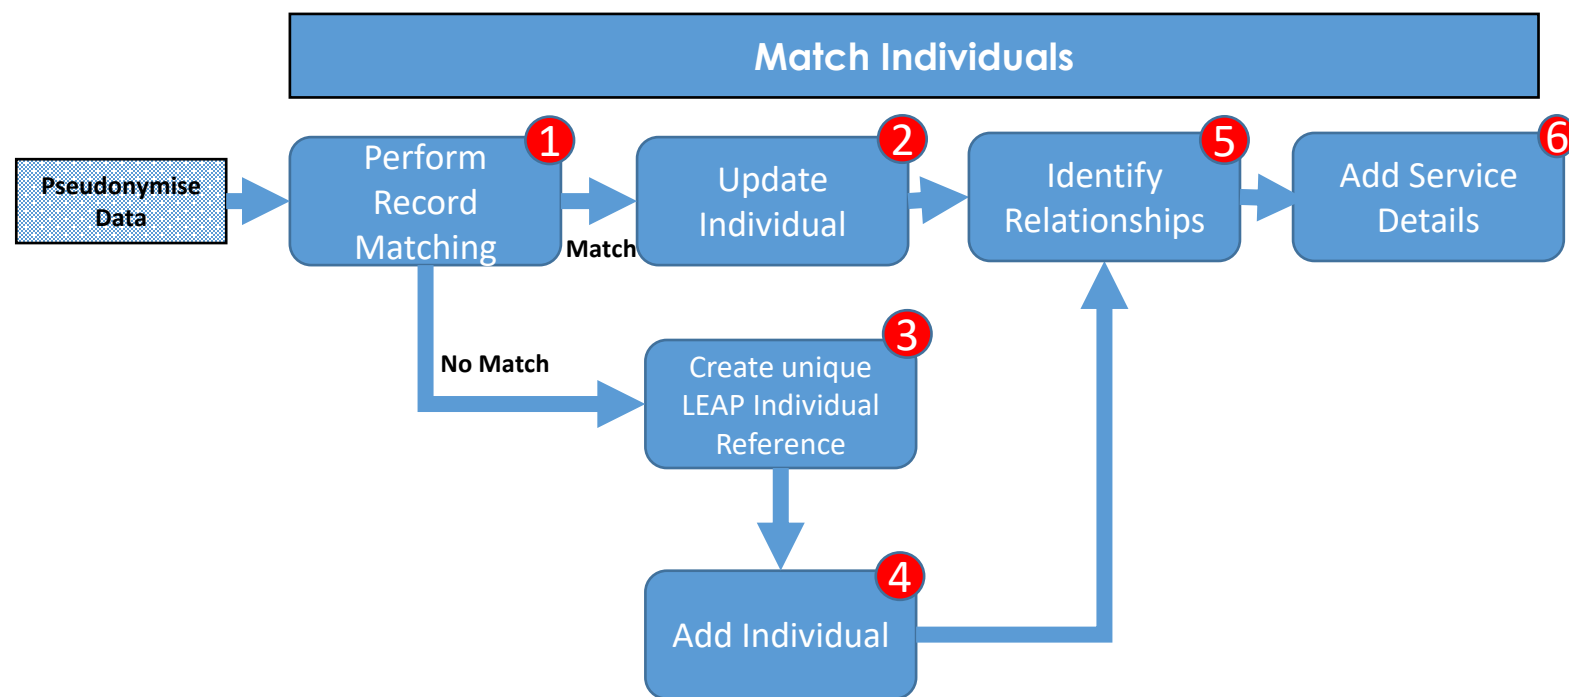 Match Individuals
Pseudonymise
Data
1
Perform
Record
Matching
Match
2
Update
Individual
5
Identify
Relationships
6
Add Service
Details
No Match
3
Create unique
LEAP Individual
Reference
4
Add Individual